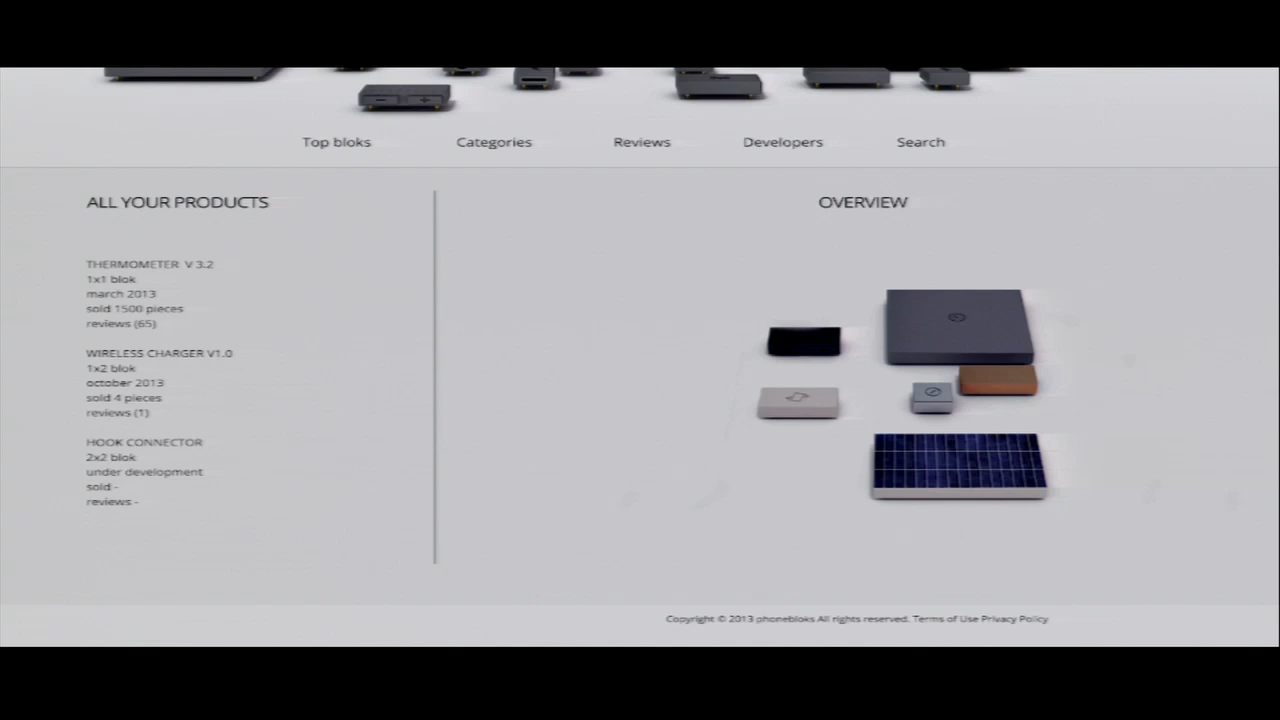 Top bloks
Categories
Reviews
Developers
Search
ALL YOUR PRODUCTS
OVERVIEW
THERMOMETER V 3.2
1x1 blok
march 2013
sold 1500 pieces
reviews (65)
WIRELESS CHARGER V1.0
1x2 blok
october 2013
sold 4 pieces
reviews (1)
HOOK CONNECTOR
2x2 blok
under development
sold -
reviews -
Copyright © 2013 phonebloks All rights reserved. Terms of Use Privacy Policy